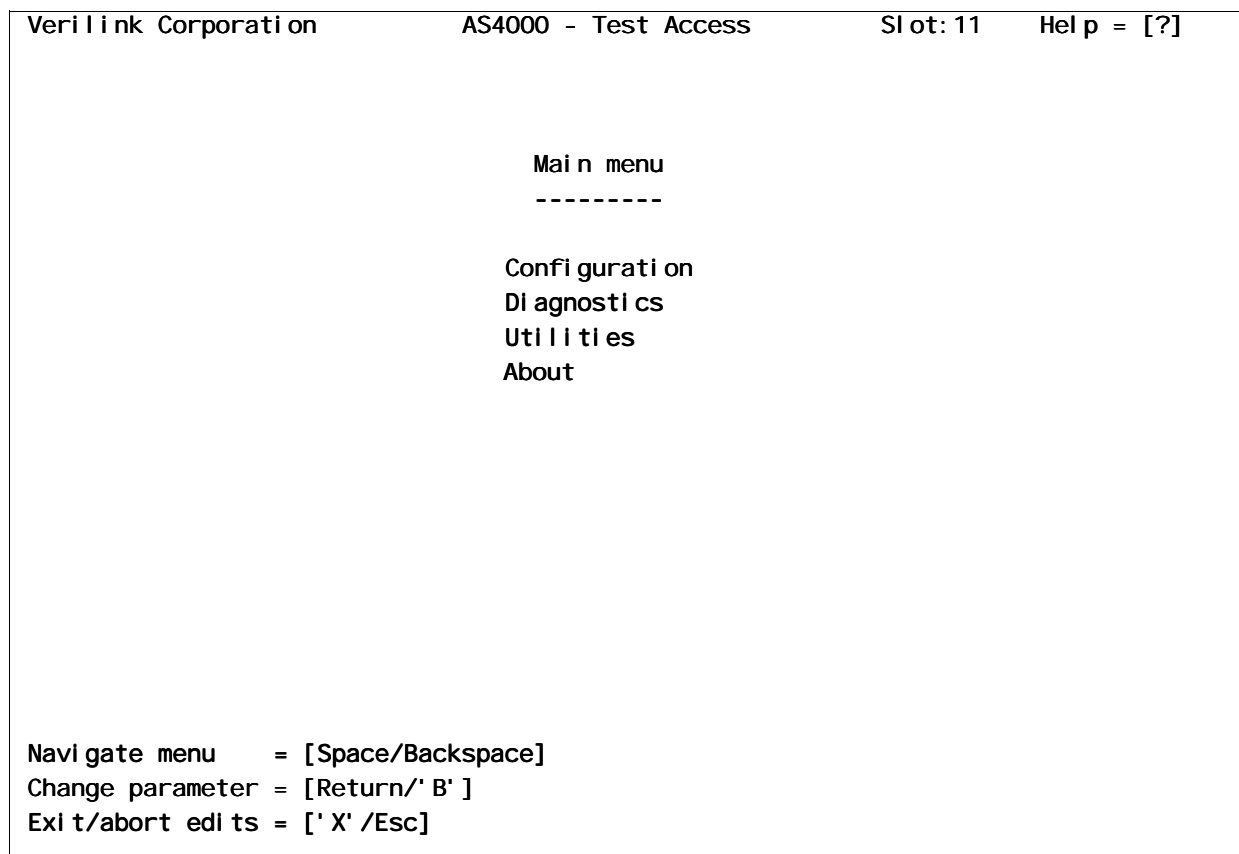 Verilink Corporation AS4000 - Test Access Slot:11 Help = [?]
Main menu
---------
Configuration
Diagnostics
Utilities
About
Navigate menu = [Space/Backspace]
Change parameter = [Return/'B']
Exit/abort edits = ['X'/Esc]